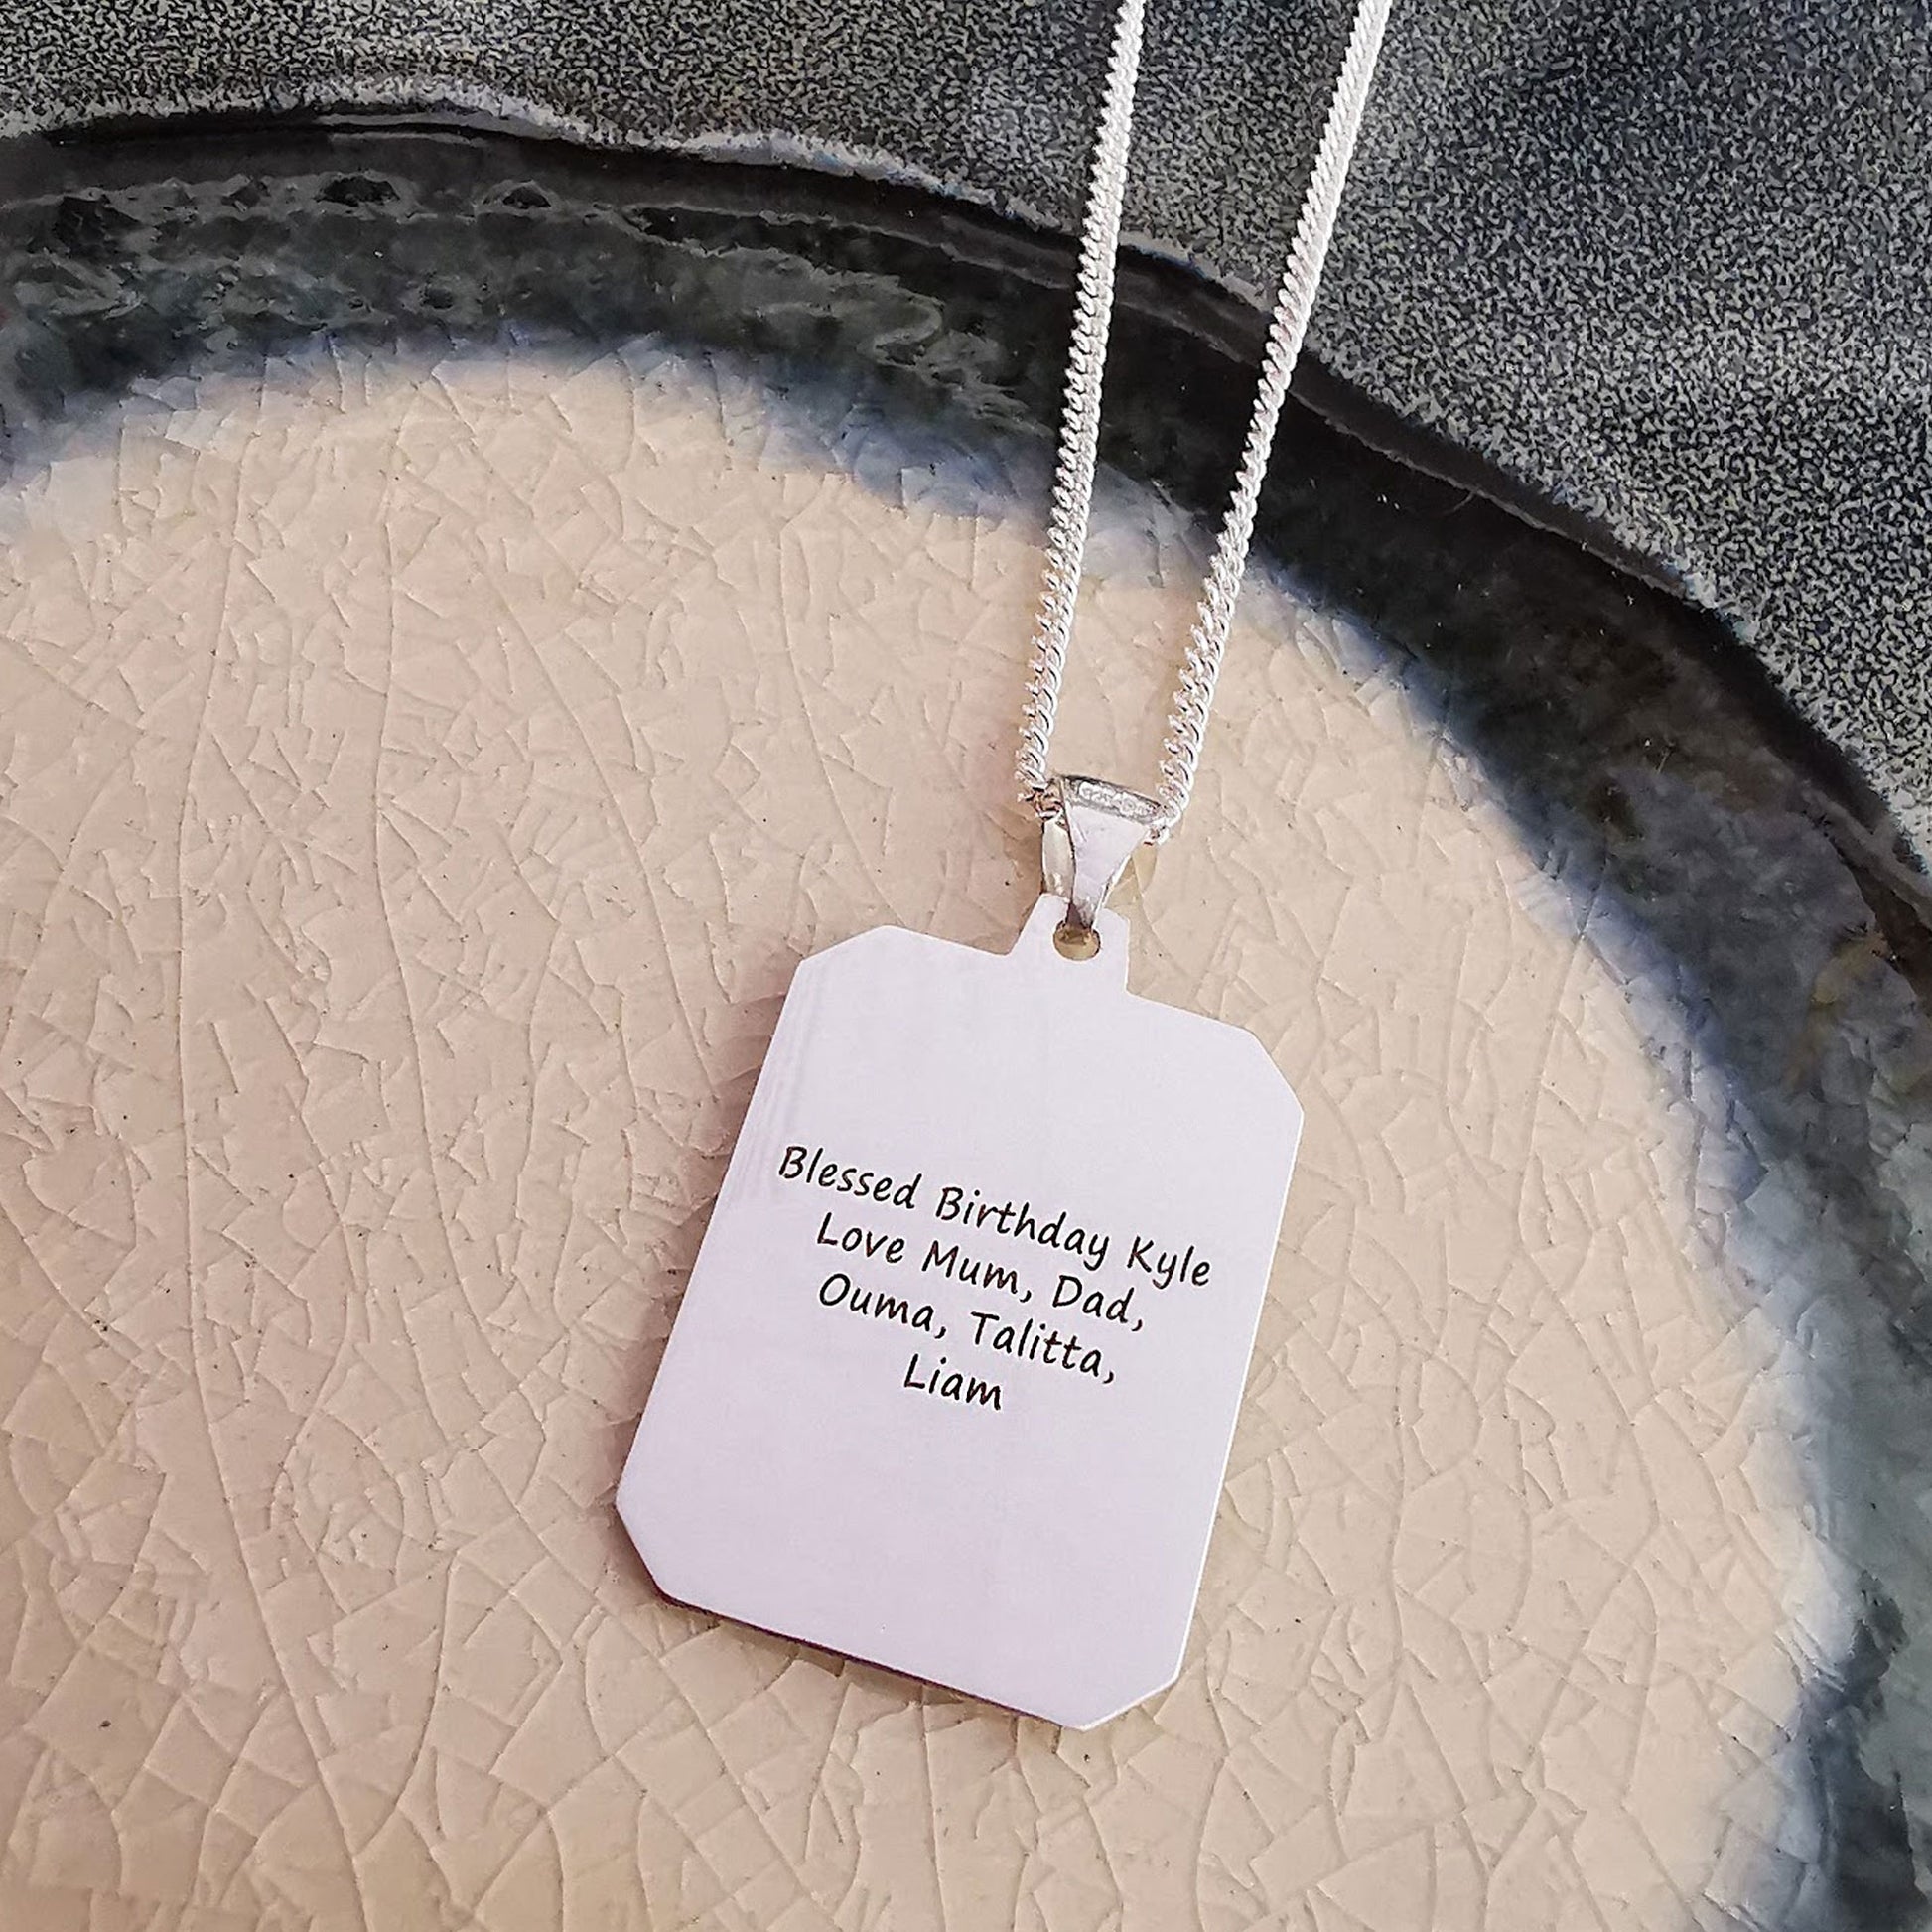 Blessed Birthday Kyle
Love Mum, Dad,
Ouma, Talitta,
Liam